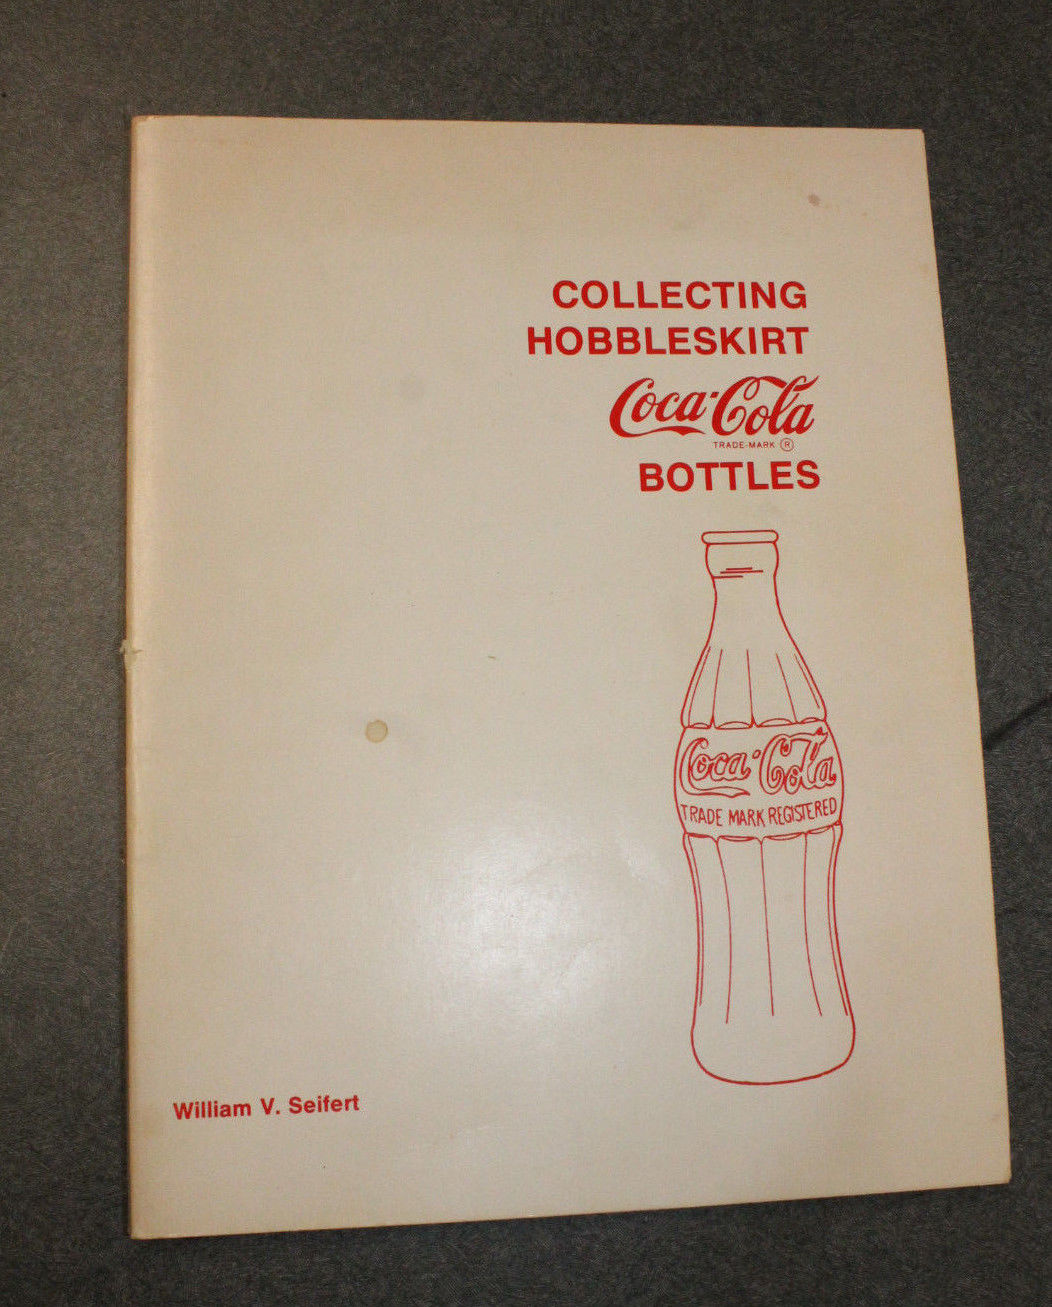 COLLECTING
HOBBLESKIRT
Coca-Cola
TRADE-MARK ®
BOTTLES
Coca-Cola
TRADE MARK REGISTERED
William V. Seifert